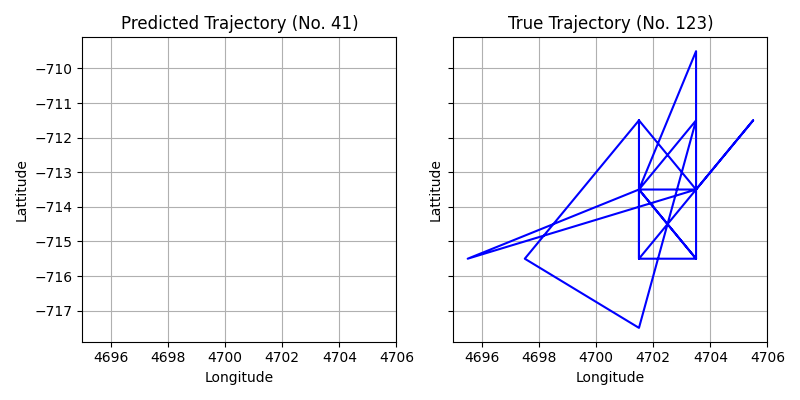 Predicted Trajectory (No. 41)
True Trajectory (No. 123)
−710
−711
−712
−713
−714
−715
−716
−717
Lattitude
Lattitude
4696 4698 4700 4702 4704 4706
4696 4698 4700 4702 4704 4706
Longitude
Longitude